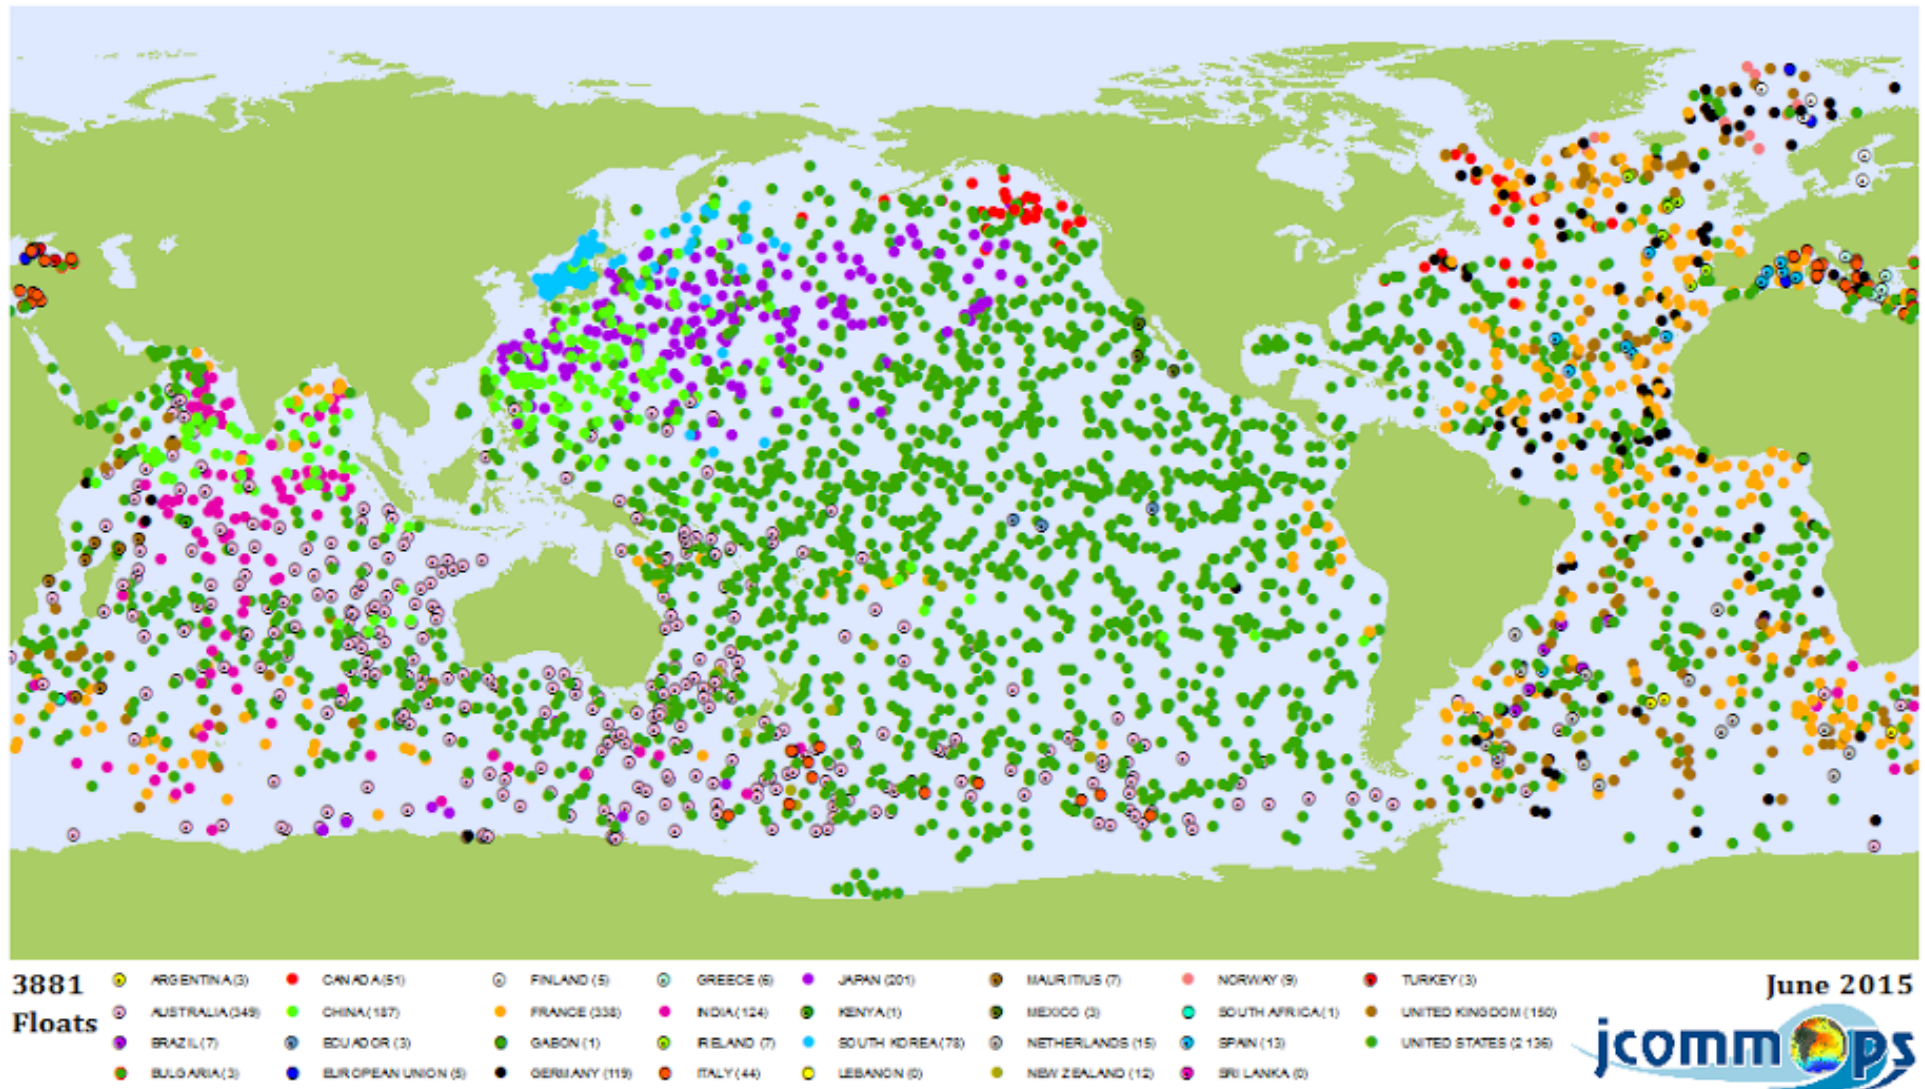 3881 ARGENTINA (3) CANADA (51) FINLAND (5) GREECE (6) JAPAN (201) MAURITIUS (7) NORWAY (9) TURKEY (3) June 2015
AUSTRALIA (349) CHINA (187) FRANCE (338) INDIA (124) KENYA (1) MEXICO (3) SOUTH AFRICA (1) UNITED KINGDOM (150)
Floats
BRAZIL (7) ECUADOR (3) GABON (1) IRELAND (7) SOUTH KOREA (78) NETHERLANDS (15) SPAIN (13) UNITED STATES (2 136)
BULGARIA (3) EUROPEAN UNION (5) GERMANY (119) ITALY (44) LEBANON (0) NEW ZEALAND (12) SRI LANKA (0)
jcommops